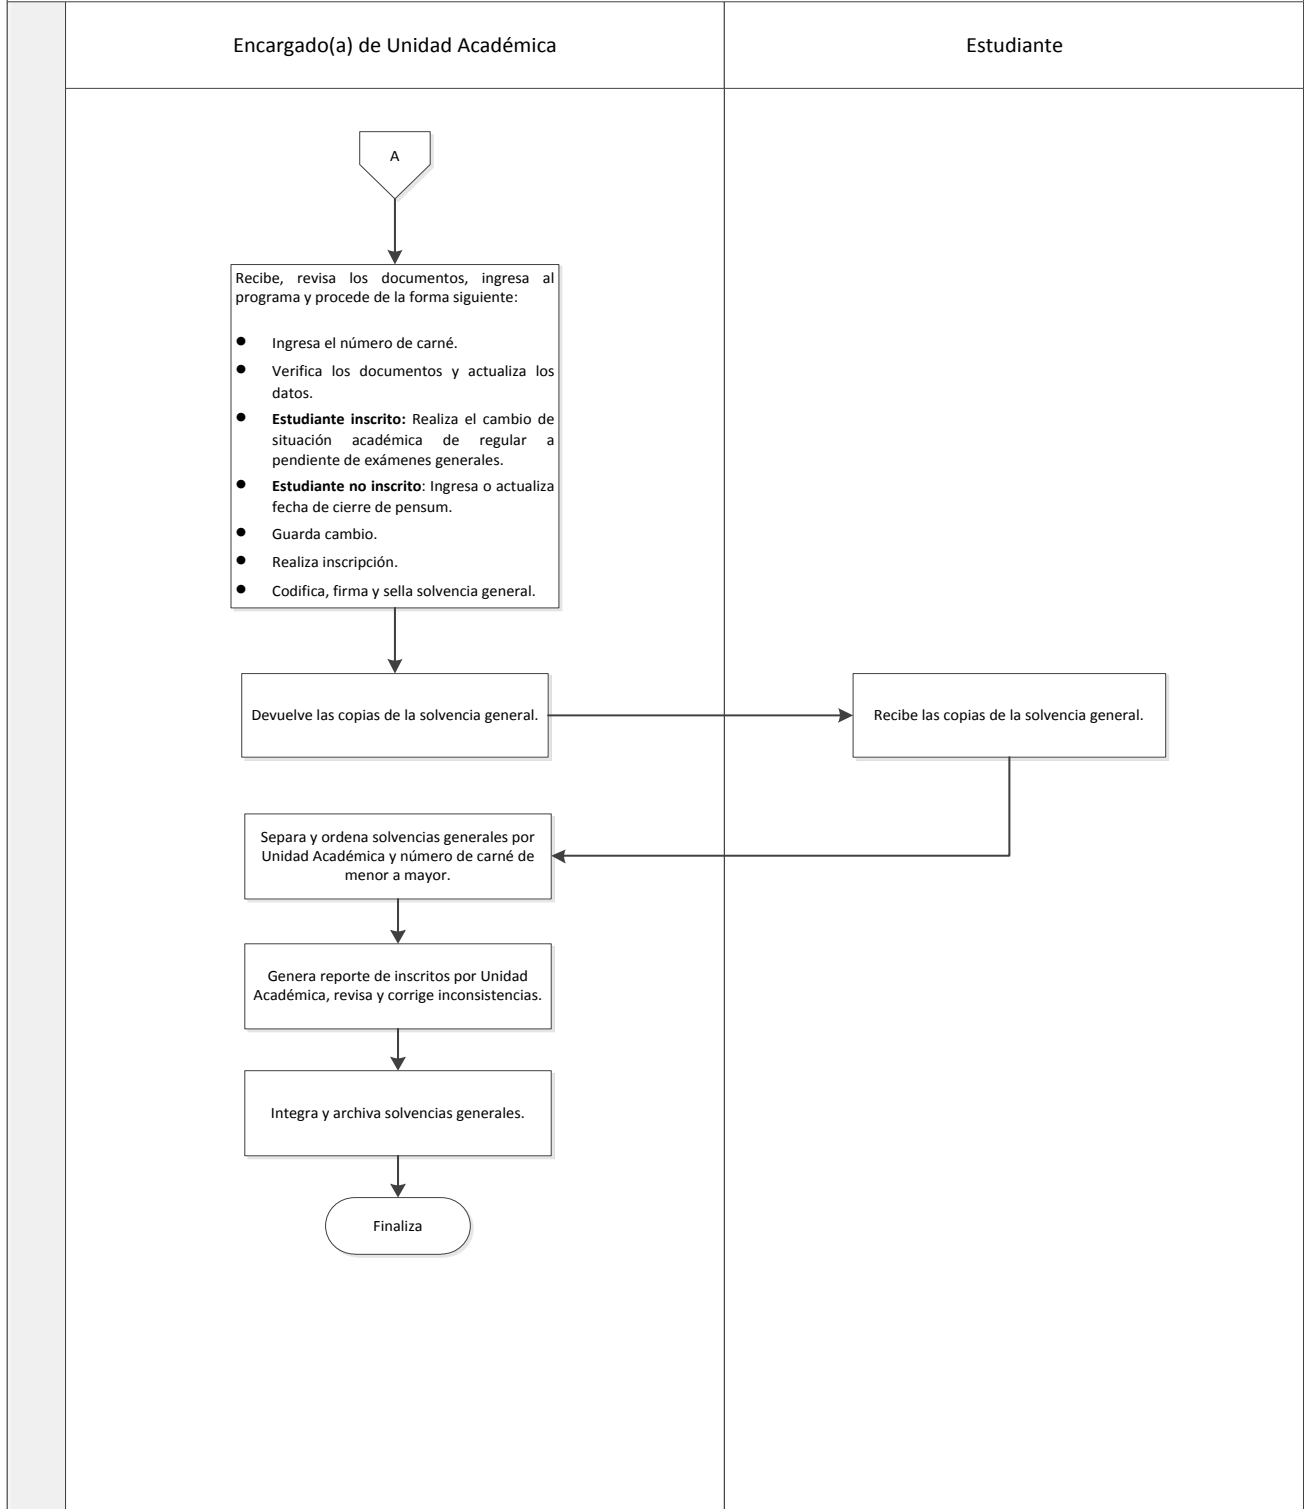 Encargado(a) de Unidad Académica
Estudiante
A
Recibe, revisa los documentos, ingresa al
programa y procede de la forma siguiente:
● Ingresa el número de carné.
● Verifica los documentos y actualiza los
datos.
● Estudiante inscrito: Realiza el cambio de
situación académica de regular a
pendiente de exámenes generales.
● Estudiante no inscrito: Ingresa o actualiza
fecha de cierre de pensum.
● Guarda cambio.
● Realiza inscripción.
● Codifica, firma y sella solvencia general.
Devuelve las copias de la solvencia general.
Recibe las copias de la solvencia general.
Separa y ordena solvencias generales por
Unidad Académica y número de carné de
menor a mayor.
Genera reporte de inscritos por Unidad
Académica, revisa y corrige inconsistencias.
Integra y archiva solvencias generales.
Finaliza